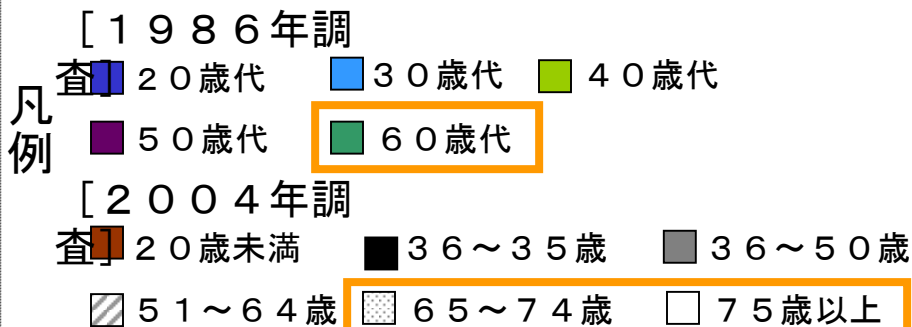 [1986年調
査]
凡例
20歳代 30歳代 40歳代
50歳代 60歳代
[2004年調
査]
20歳未満 36～35歳 36～50歳
51～64歳 65～74歳 75歳以上